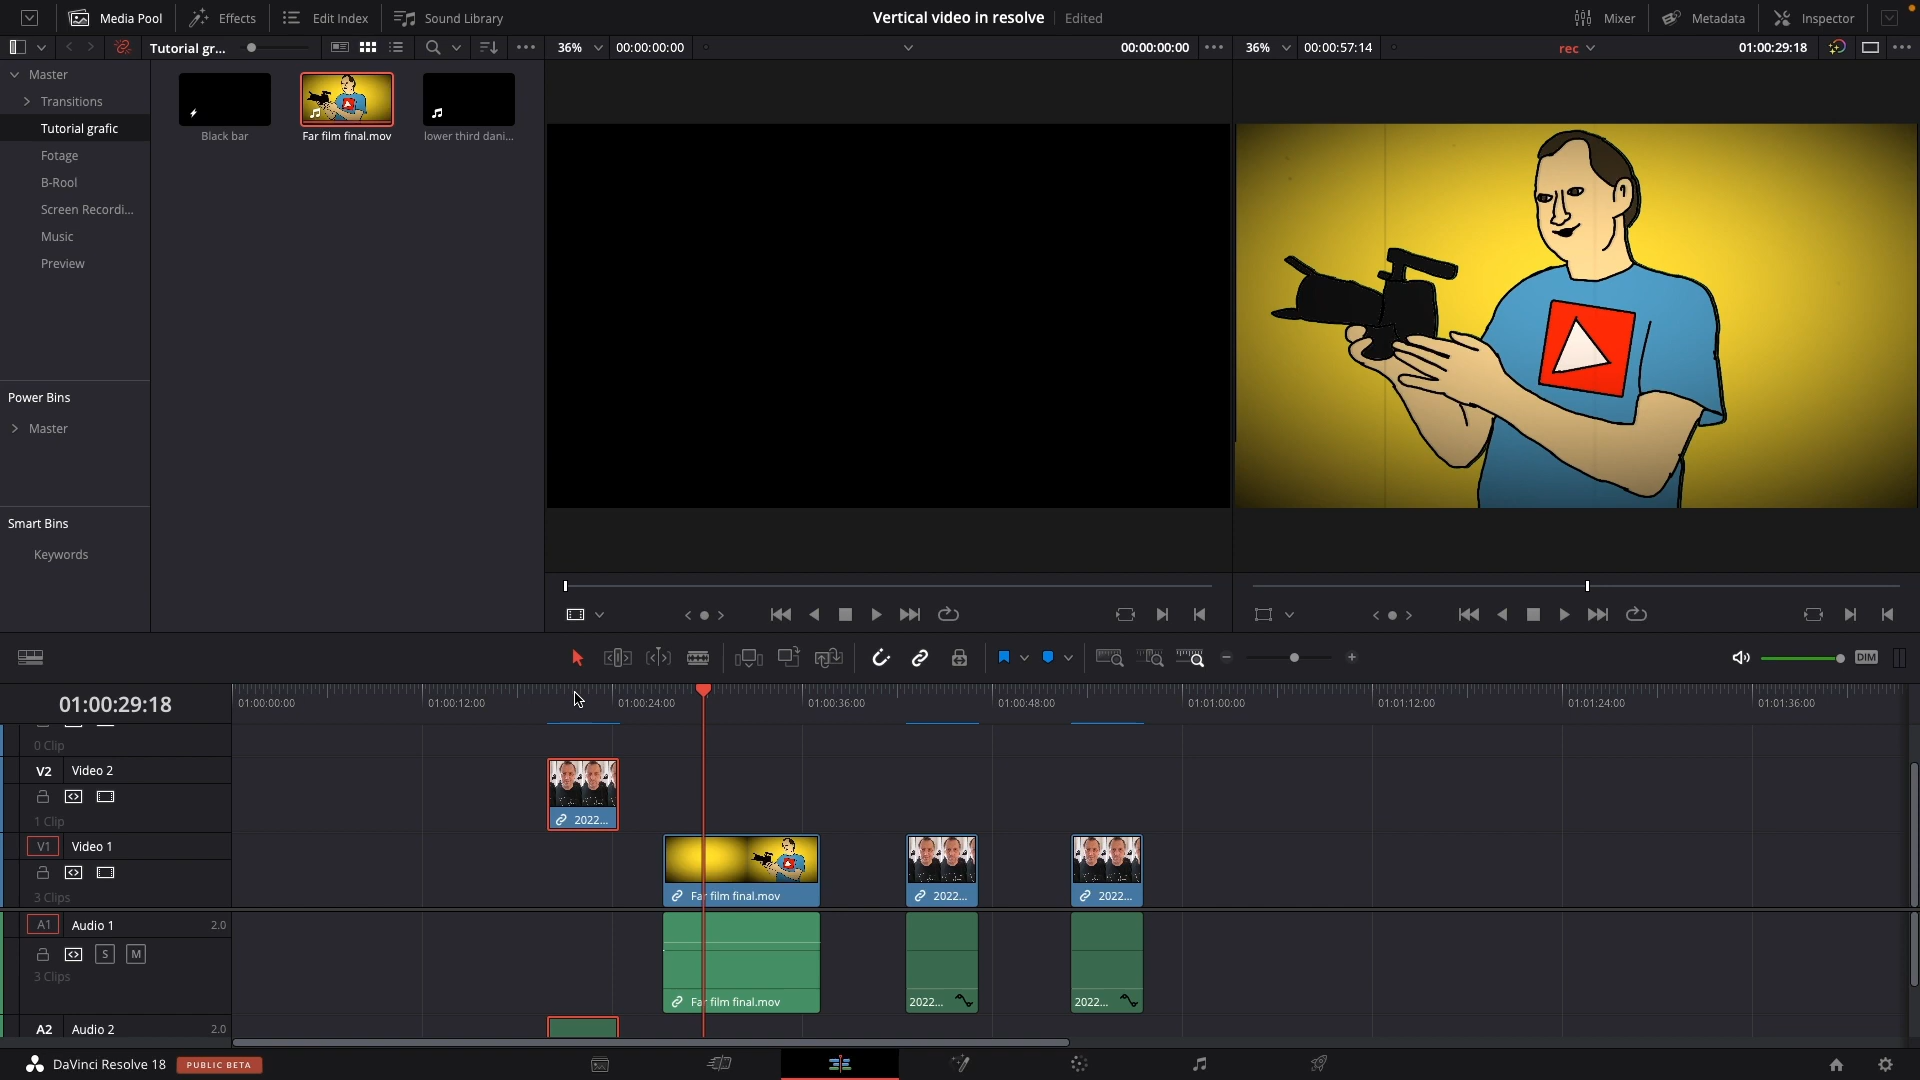 Media Pool
Effects
Edit Index
Sound Library
Vertical video in resolve
Edited
Mixer
Metadata
Inspector
Tutorial gr...
36%
00:00:00:00
00:00:00:00
36%
00:00:57:14
rec
01:00:29:18
Master
Transitions
Tutorial grafic
Fotage
B-Rool
Screen Recordi...
Music
Preview
Black bar
Far film final.mov
lower third dani...
Power Bins
Master
Smart Bins
Keywords
DIM
01:00:29:18
01:00:00:00
01:00:12:00
01:00:24:00
01:00:36:00
01:00:48:00
01:01:00:00
01:01:12:00
01:01:24:00
01:01:36:00
0 Clip
V2
Video 2
1 Clip
2022...
V1
Video 1
3 Clips
Far film final.mov
2022...
2022...
A1
Audio 1
2.0
S
M
3 Clips
Far film final.mov
2022...
2022...
A2
Audio 2
2.0
DaVinci Resolve 18
PUBLIC BETA